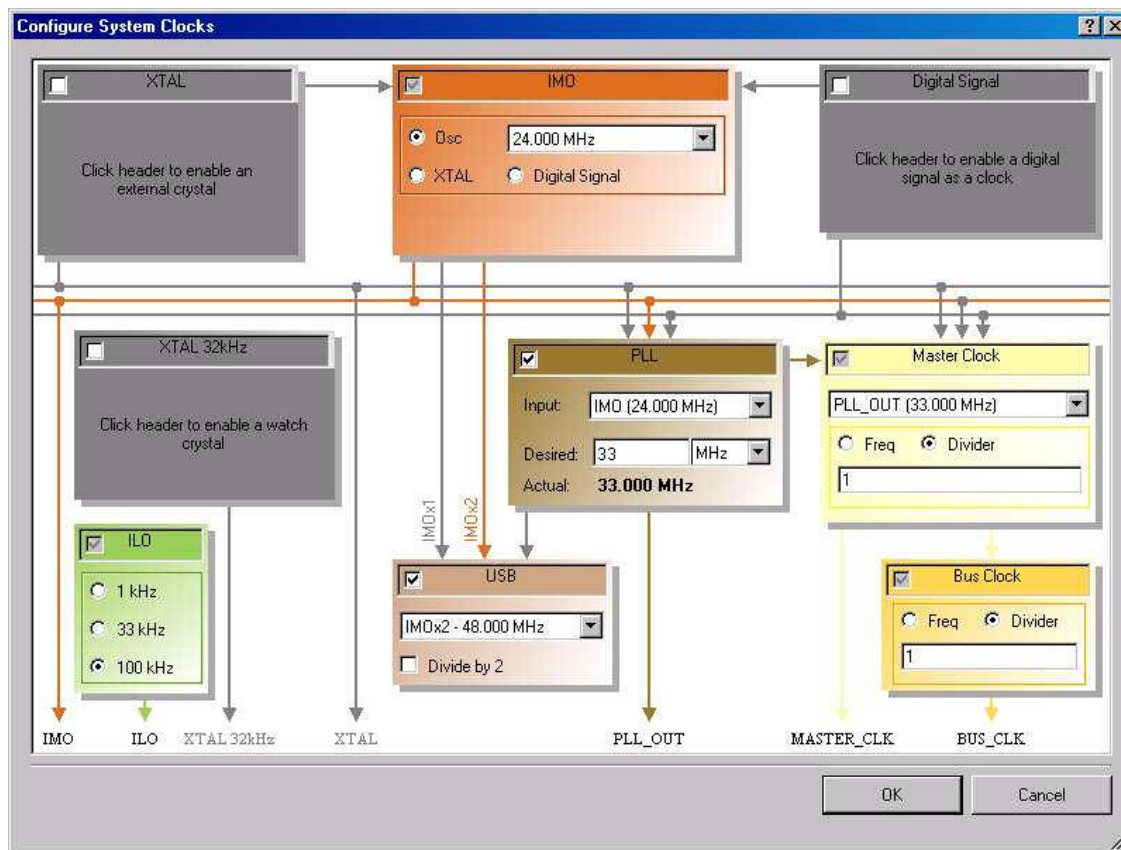 Configure System Clocks
XTAL
Click header to enable an
external crystal
IMO
Osc
24.000 MHz
XTAL
Digital Signal
Digital Signal
Click header to enable a digital
signal as a clock
XTAL 32kHz
Click header to enable a watch
crystal
PLL
Input:
IMO (24.000 MHz)
Desired:
33
MHz
Actual:
33.000 MHz
Master Clock
PLL_OUT (33.000 MHz)
Freq
Divider
1
IMOx1
IMOx2
ILO
1 kHz
33 kHz
100 kHz
USB
IMOx2 - 48.000 MHz
Divide by 2
Bus Clock
Freq
Divider
1
IMO
ILO
XTAL 32kHz
XTAL
PLL_OUT
MASTER_CLK
BUS_CLK
OK
Cancel